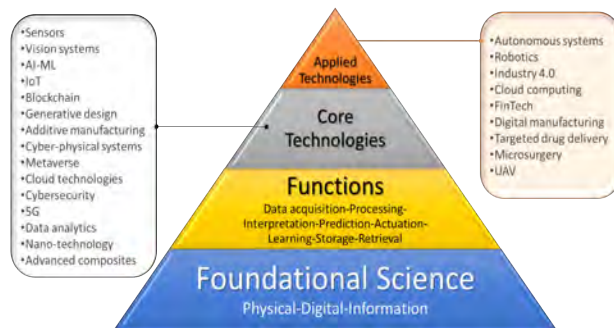 •Sensors
•Vision systems
•AI-ML
•IoT
•Blockchain
•Generative design
•Additive manufacturing
•Cyber-physical systems
•Metaverse
•Cloud technologies
•Cybersecurity
•5G
•Data analytics
•Nano-technology
•Advanced composites
Applied
Technologies
Core
Technologies
Functions
Data acquisition-Processing-
Interpretation-Prediction-Actuation-
Learning-Storage-Retrieval
Foundational Science
Physical-Digital-Information
•Autonomous systems
•Robotics
•Industry 4.0
•Cloud computing
•FinTech
•Digital manufacturing
•Targeted drug delivery
•Microsurgery
•UAV